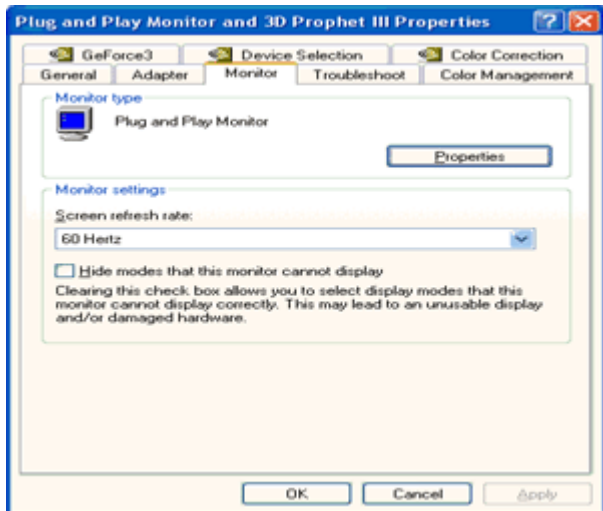 Plug and Play Monitor and 3D Prophet III Properties
GeForce3 Device Selection Color Correction
General Adapter Monitor Troubleshoot Color Management
Monitor type
Plug and Play Monitor
Properties
Monitor settings
Screen refresh rate:
60 Hertz
Hide modes that this monitor cannot display
Clearing this check box allows you to select display modes that this
monitor cannot display correctly. This may lead to an unusable display
and/or damaged hardware.
OK Cancel Apply